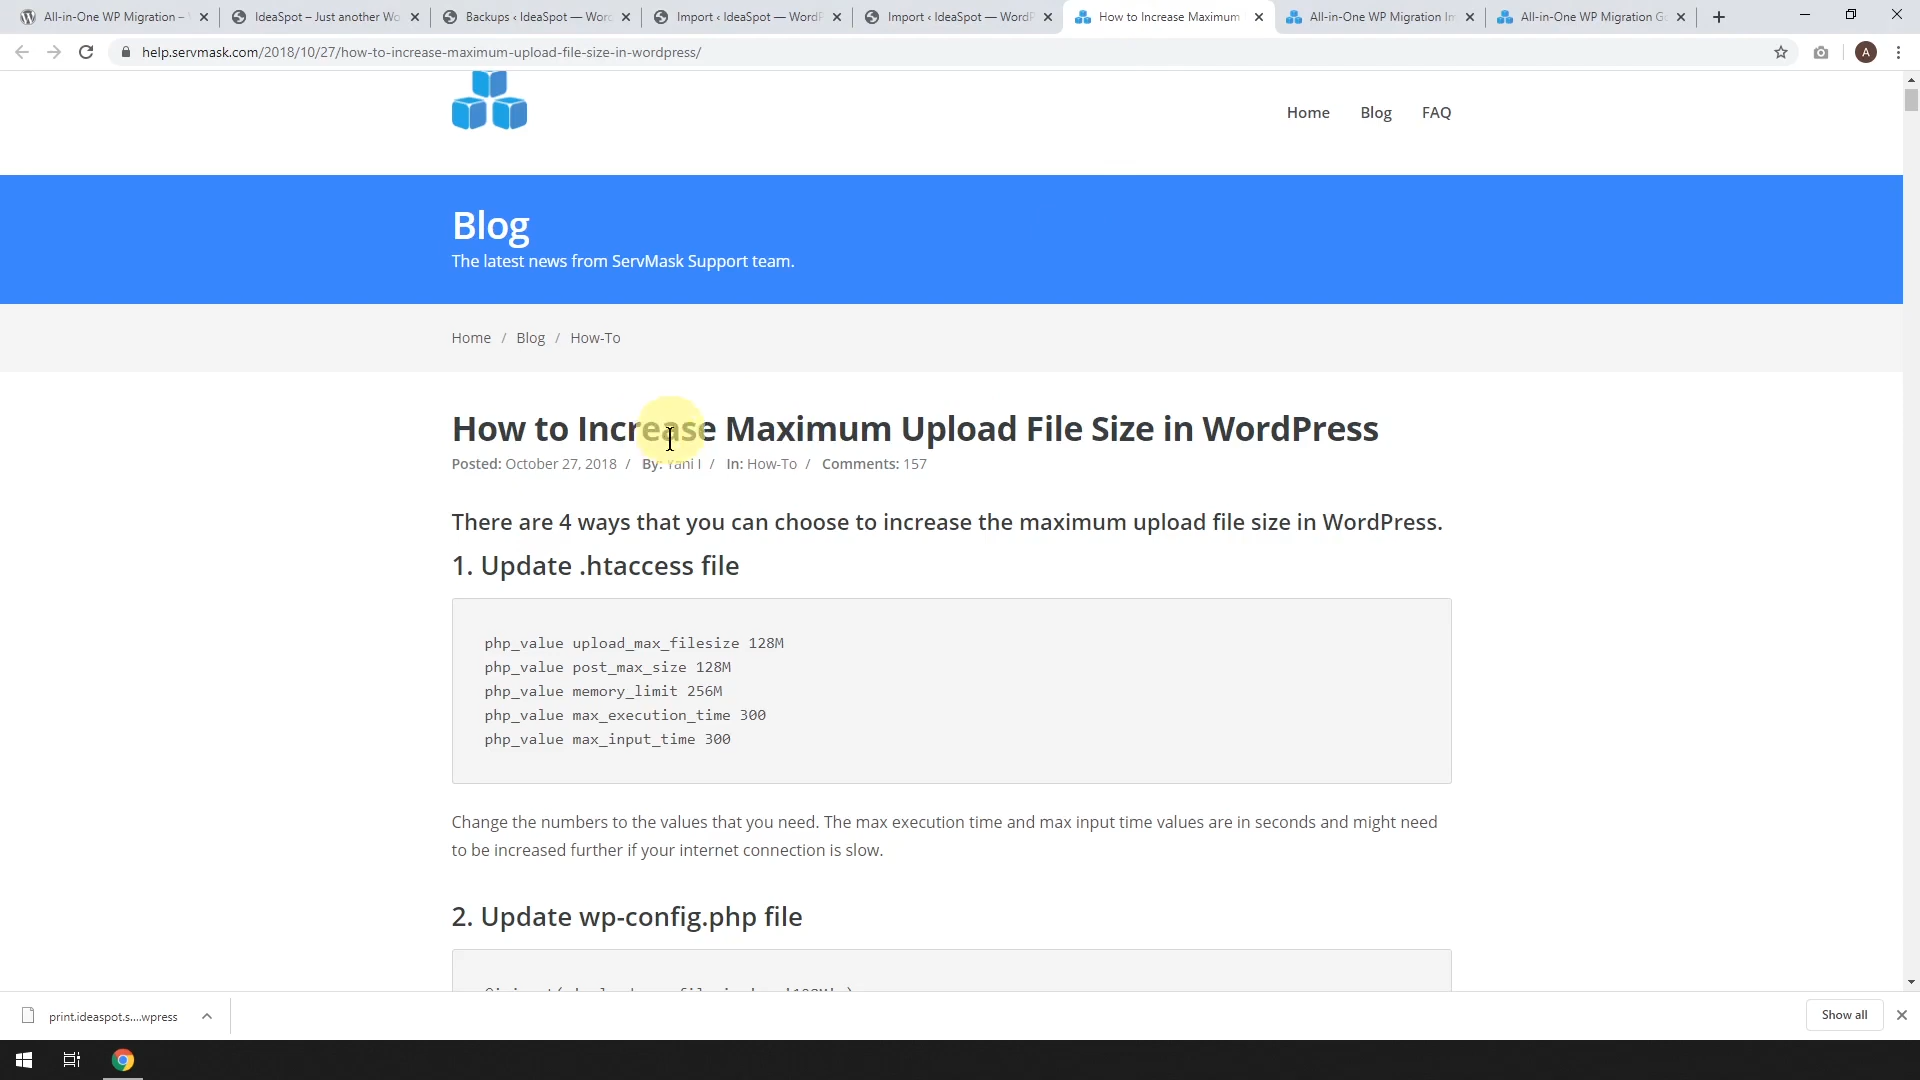 All-in-One WP Migration –
IdeaSpot – Just another Wo
Backups ‹ IdeaSpot — Word
Import ‹ IdeaSpot — WordP
Import ‹ IdeaSpot — WordP
How to Increase Maximum
All-in-One WP Migration Im
All-in-One WP Migration G
help.servmask.com/2018/10/27/how-to-increase-maximum-upload-file-size-in-wordpress/
A
Home
Blog
FAQ
Blog
The latest news from ServMask Support team.
Home / Blog / How-To
How to Increase Maximum Upload File Size in WordPress
Posted: October 27, 2018 / By: Yani I / In: How-To / Comments: 157
There are 4 ways that you can choose to increase the maximum upload file size in WordPress.
1. Update .htaccess file
php_value upload_max_filesize 128M
php_value post_max_size 128M
php_value memory_limit 256M
php_value max_execution_time 300
php_value max_input_time 300
Change the numbers to the values that you need. The max execution time and max input time values are in seconds and might need
to be increased further if your internet connection is slow.
2. Update wp-config.php file
print.ideaspot.s....wpress
Show all